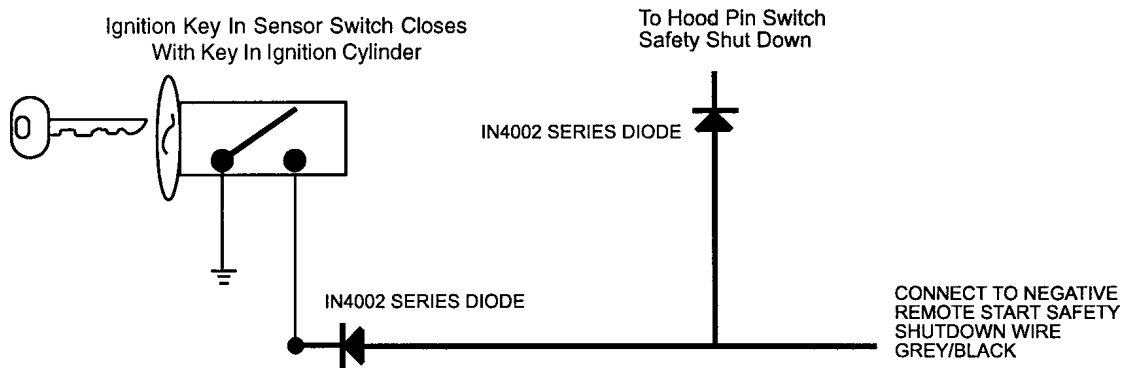 Ignition Key In Sensor Switch Closes
With Key In Ignition Cylinder
To Hood Pin Switch
Safety Shut Down
IN4002 SERIES DIODE
IN4002 SERIES DIODE
CONNECT TO NEGATIVE
REMOTE START SAFETY
SHUTDOWN WIRE
GREY/BLACK